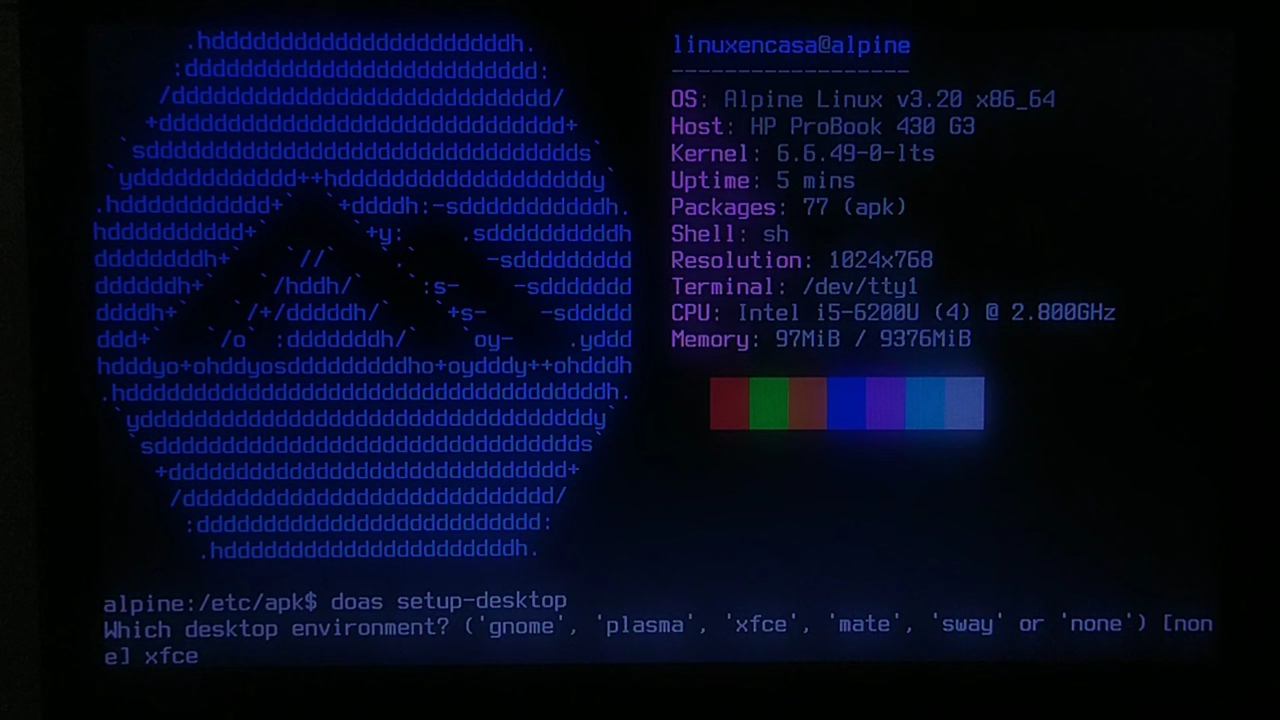 linuxencasa@alpine
------------------
OS: Alpine Linux v3.20 x86_64
Host: HP ProBook 430 G3
Kernel: 6.6.49-0-lts
Uptime: 5 mins
Packages: 77 (apk)
Shell: sh
Resolution: 1024x768
Terminal: /dev/tty1
CPU: Intel i5-6200U (4) @ 2.800GHz
Memory: 97MiB / 9376MiB
alpine:/etc/apk$ doas setup-desktop
Which desktop environment? ('gnome', 'plasma', 'xfce', 'mate', 'sway' or 'none') [non
e] xfce